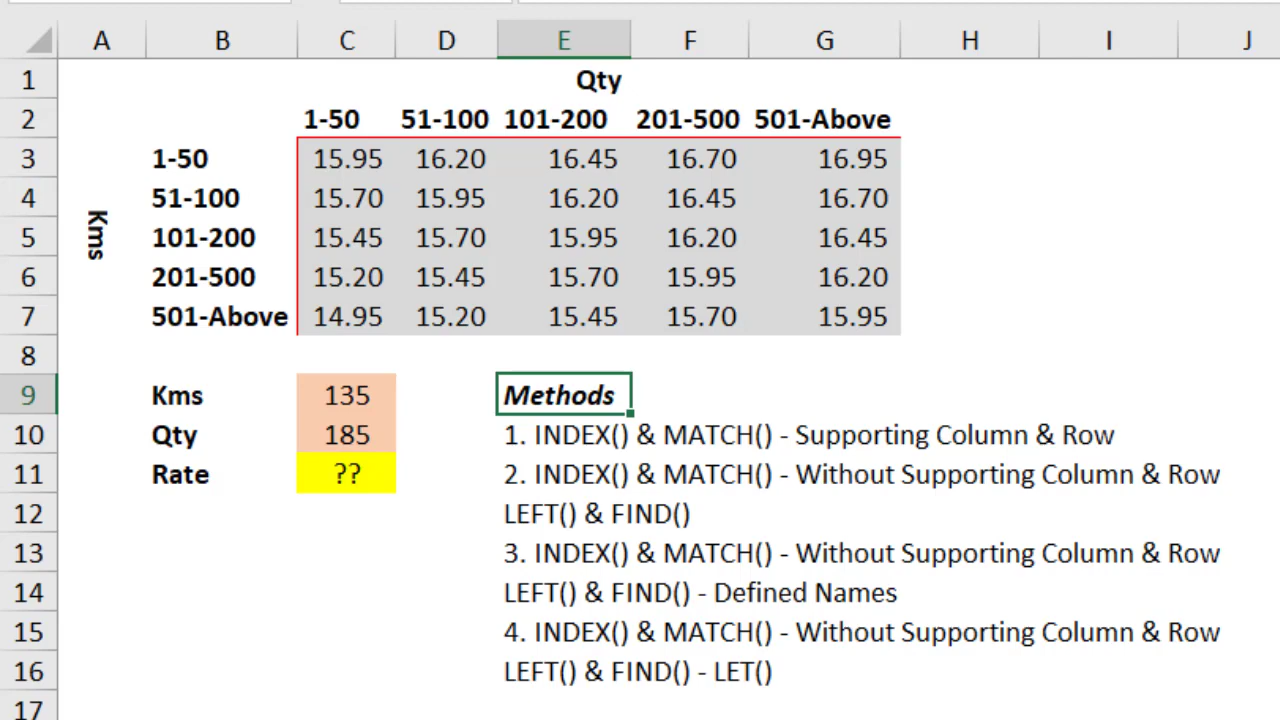 A B C D E F G H I J
1 Qty
2 1-50 51-100 101-200 201-500 501-Above
3 1-50 15.95 16.20 16.45 16.70 16.95
4 51-100 15.70 15.95 16.20 16.45 16.70
Kms
5 101-200 15.45 15.70 15.95 16.20 16.45
6 201-500 15.20 15.45 15.70 15.95 16.20
7 501-Above 14.95 15.20 15.45 15.70 15.95
8
9 Kms 135 Methods
10 Qty 185 1. INDEX() & MATCH() - Supporting Column & Row
11 Rate ?? 2. INDEX() & MATCH() - Without Supporting Column & Row
12 LEFT() & FIND()
13 3. INDEX() & MATCH() - Without Supporting Column & Row
14 LEFT() & FIND() - Defined Names
15 4. INDEX() & MATCH() - Without Supporting Column & Row
16 LEFT() & FIND() - LET()
17